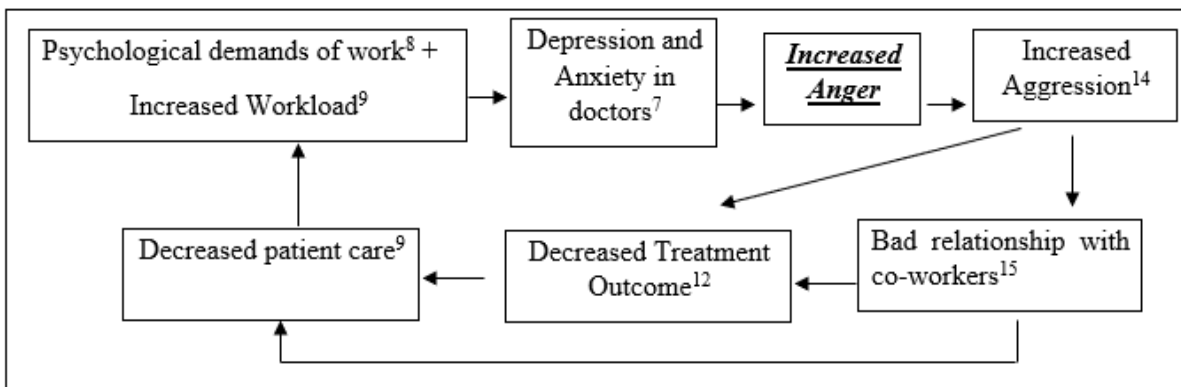 Psychological demands of work⁸ +
Increased Workload⁹
Depression and
Anxiety in
doctors⁷
Increased
Anger
Increased
Aggression¹⁴
Bad relationship with
co-workers¹⁵
Decreased Treatment
Outcome¹²
Decreased patient care⁹